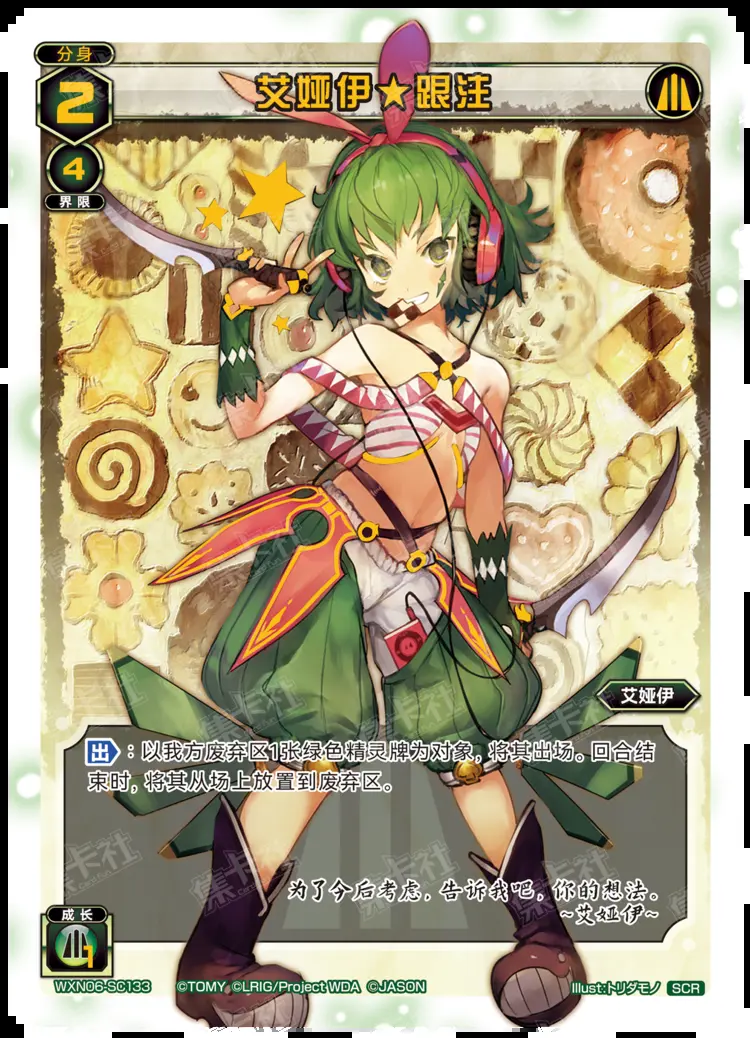 分身
2
艾娅伊★跟注
4
界限
艾娅伊
出：以我方废弃区1张绿色精灵牌为对象，将其出场。回合结
束时，将其从场上放置到废弃区。
为了今后考虑，告诉我吧，你的想法。
~艾娅伊~
成长
1
WXN06-SC133 ©TOMY ©LRIG/Project WDA ©JASON Illust:トリダモノ SCR
集卡社